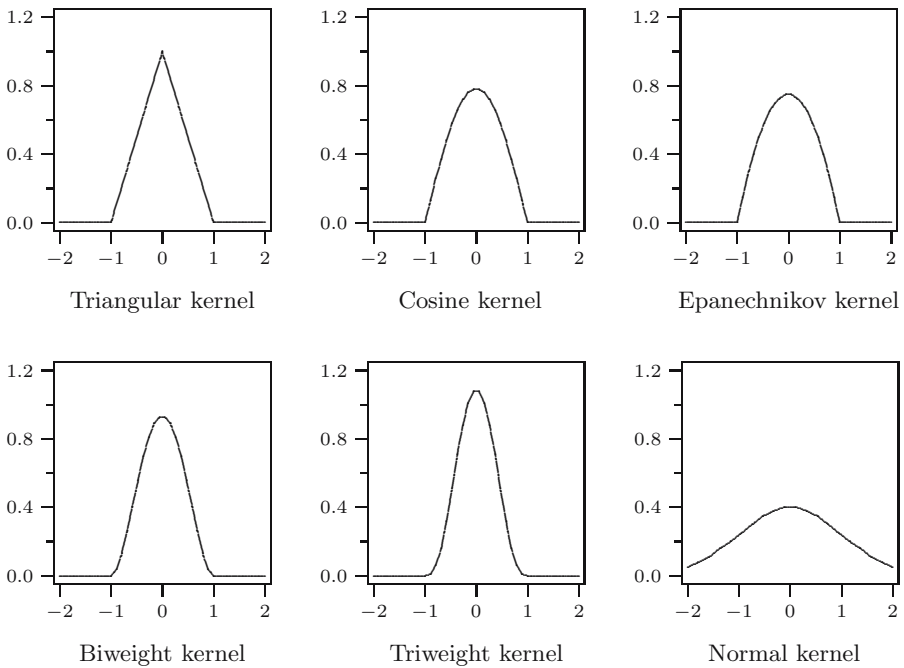 1.2
0.8
0.4
0.0
−2 −1 0 1 2
Triangular kernel
1.2
0.8
0.4
0.0
−2 −1 0 1 2
Cosine kernel
1.2
0.8
0.4
0.0
−2 −1 0 1 2
Epanechnikov kernel
1.2
0.8
0.4
0.0
−2 −1 0 1 2
Biweight kernel
1.2
0.8
0.4
0.0
−2 −1 0 1 2
Triweight kernel
1.2
0.8
0.4
0.0
−2 −1 0 1 2
Normal kernel